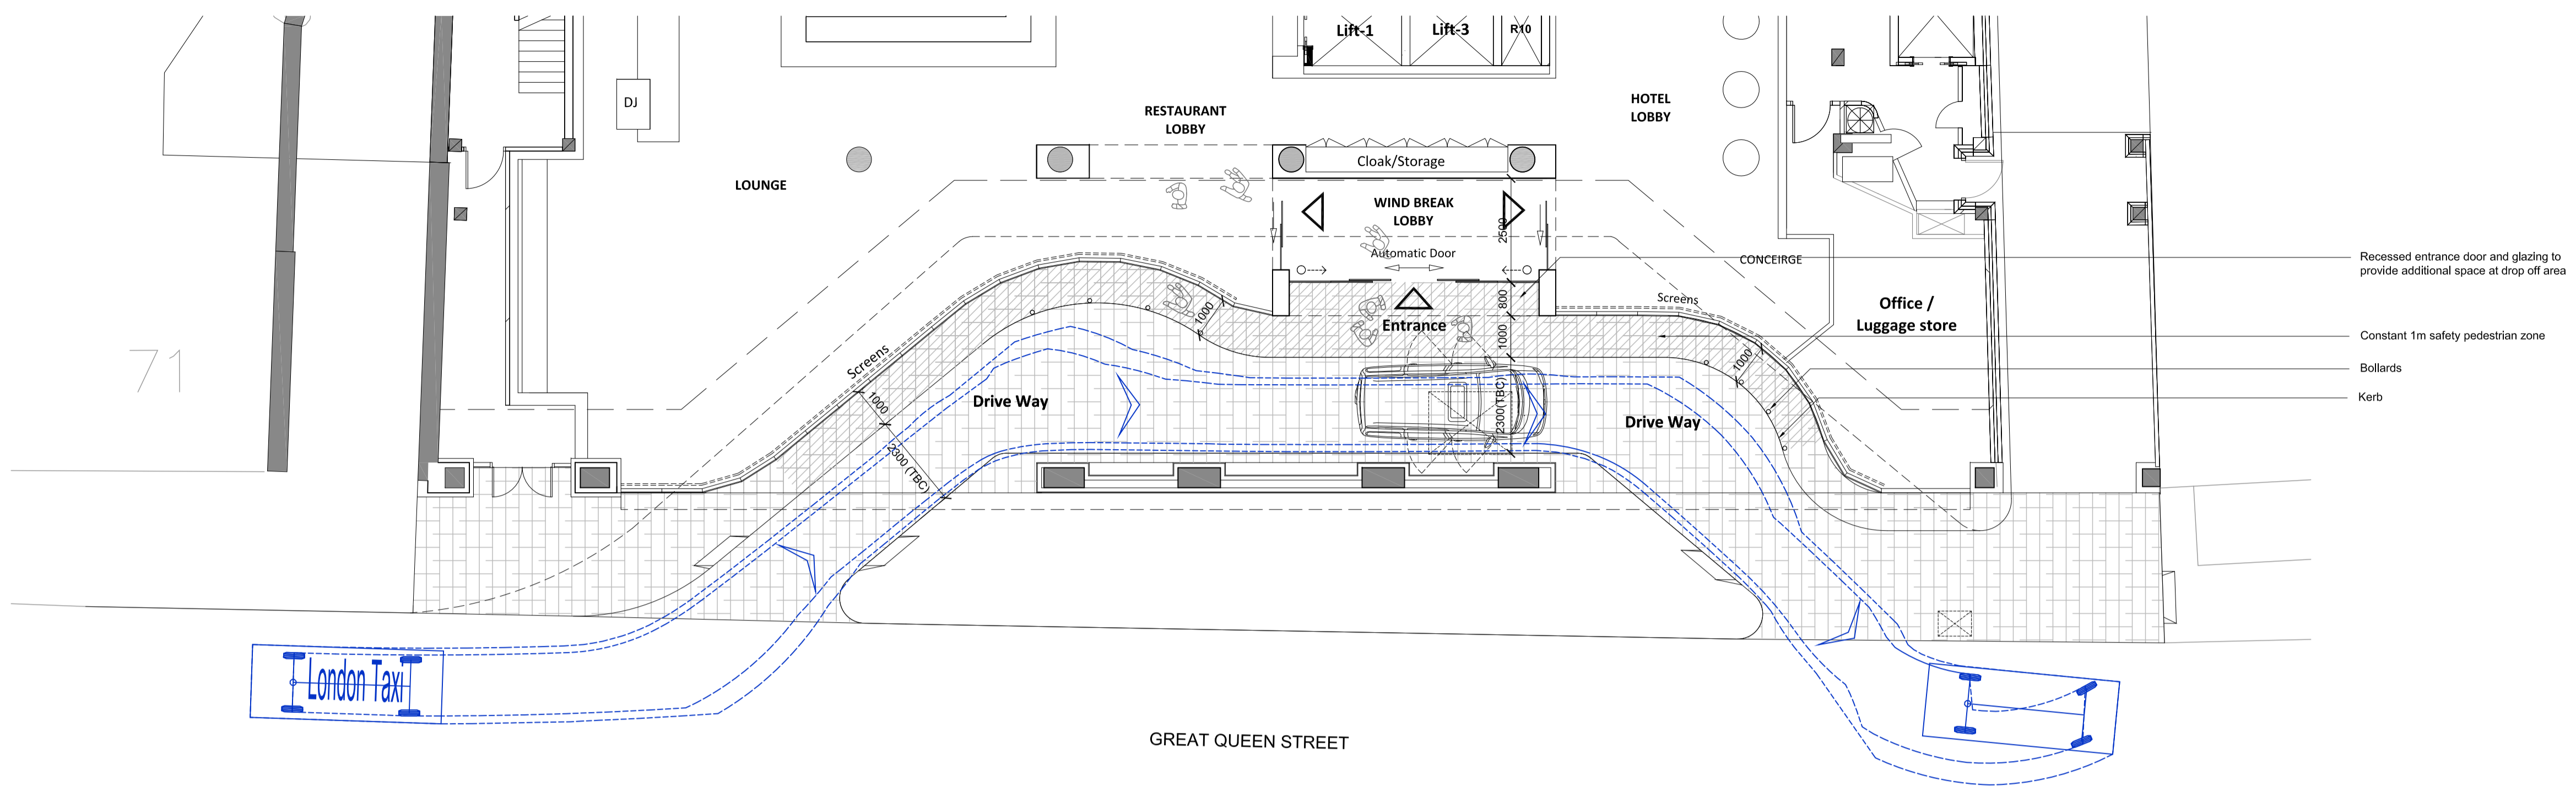 Lift-1
Lift-3
R10
DJ
RESTAURANT
LOBBY
HOTEL
LOBBY
Cloak/Storage
LOUNGE
WIND BREAK
LOBBY
2500
Automatic Door
CONCEIRGE
Recessed entrance door and glazing to
provide additional space at drop off area
Screens
800
1000
Office /
Luggage store
Entrance
1000
Constant 1m safety pedestrian zone
71
Screens
1000
Bollards
1000
Drive Way
2300(TBC)
Drive Way
Kerb
2300 (TBC)
London Taxi
GREAT QUEEN STREET